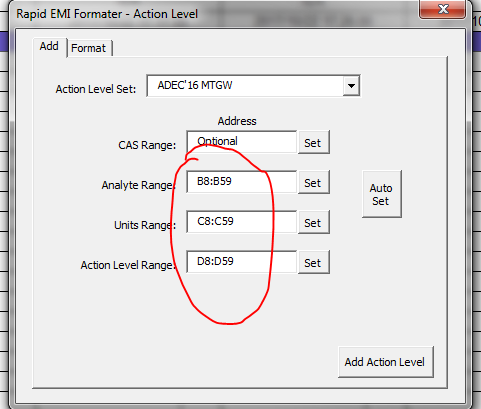 Rapid EMI Formater - Action Level
Add Format
Action Level Set: ADEC'16 MTGW
Address
CAS Range: Optional Set
Analyte Range: B8:B59 Set
Auto Set
Units Range: C8:C59 Set
Action Level Range: D8:D59 Set
Add Action Level